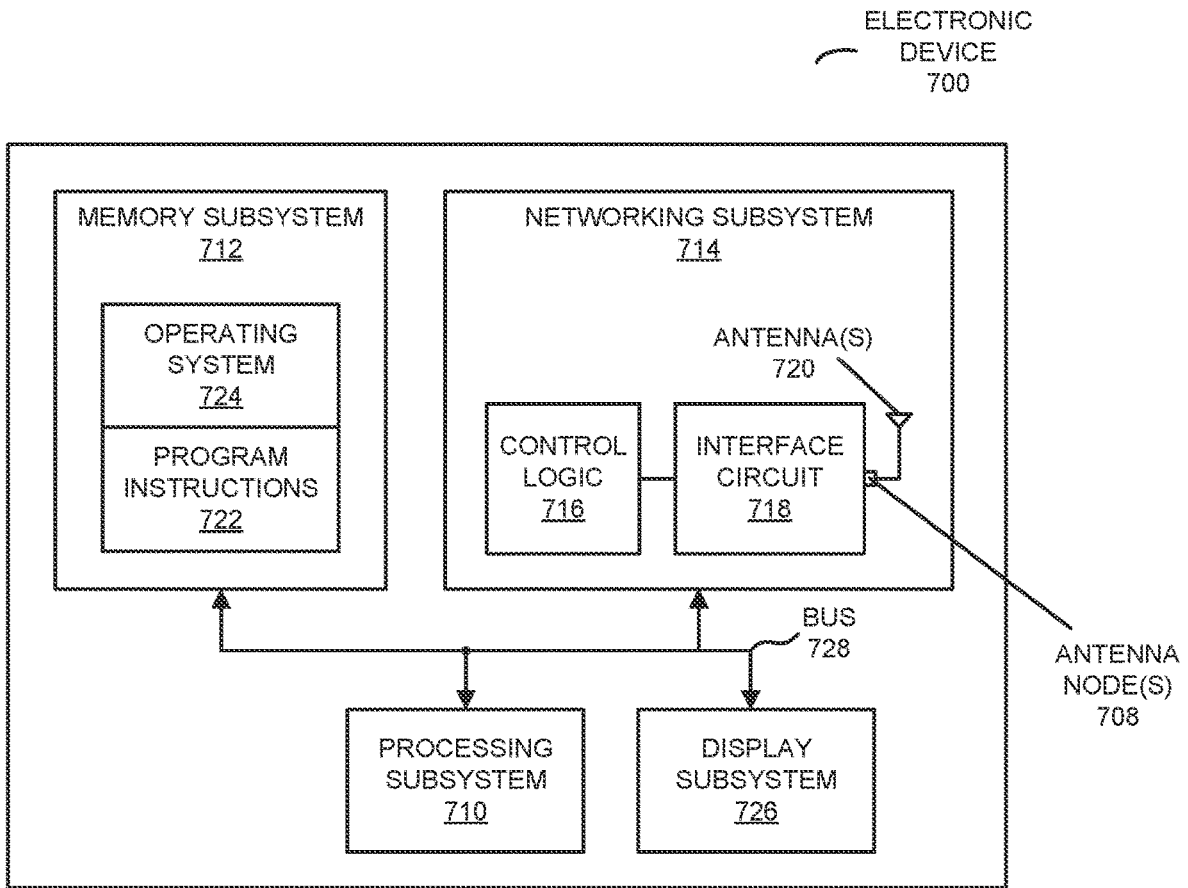 ELECTRONIC
DEVICE
700
MEMORY SUBSYSTEM
712
OPERATING
SYSTEM
724
PROGRAM
INSTRUCTIONS
722
NETWORKING SUBSYSTEM
714
ANTENNA(S)
720
CONTROL
LOGIC
716
INTERFACE
CIRCUIT
718
BUS
728
ANTENNA
NODE(S)
708
PROCESSING
SUBSYSTEM
710
DISPLAY
SUBSYSTEM
726